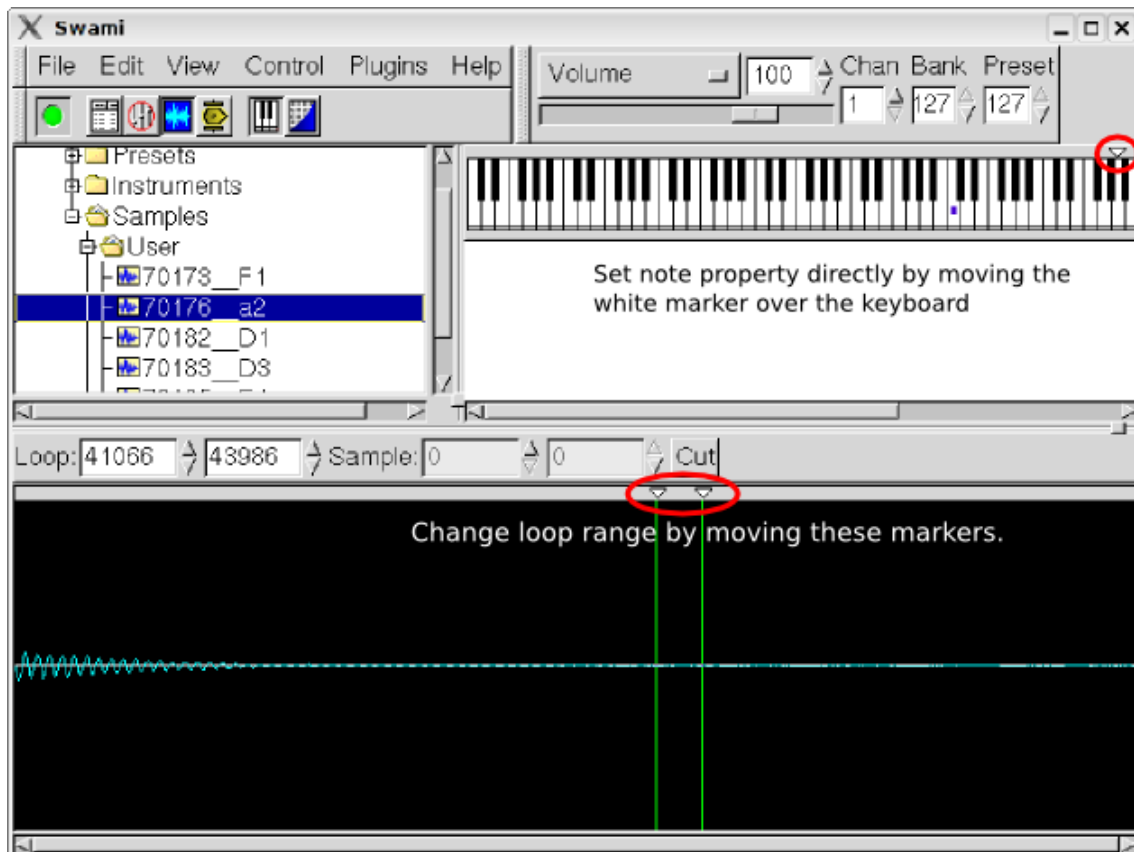 Swami
File Edit View Control Plugins Help
Volume 100 Chan Bank Preset
1 127 127
Presets
Instruments
Samples
User
70173__F1
70176__a2
70182__D1
70183__D3
Set note property directly by moving the
white marker over the keyboard
Loop: 41066 43986 Sample: 0 0 Cut
Change loop range by moving these markers.